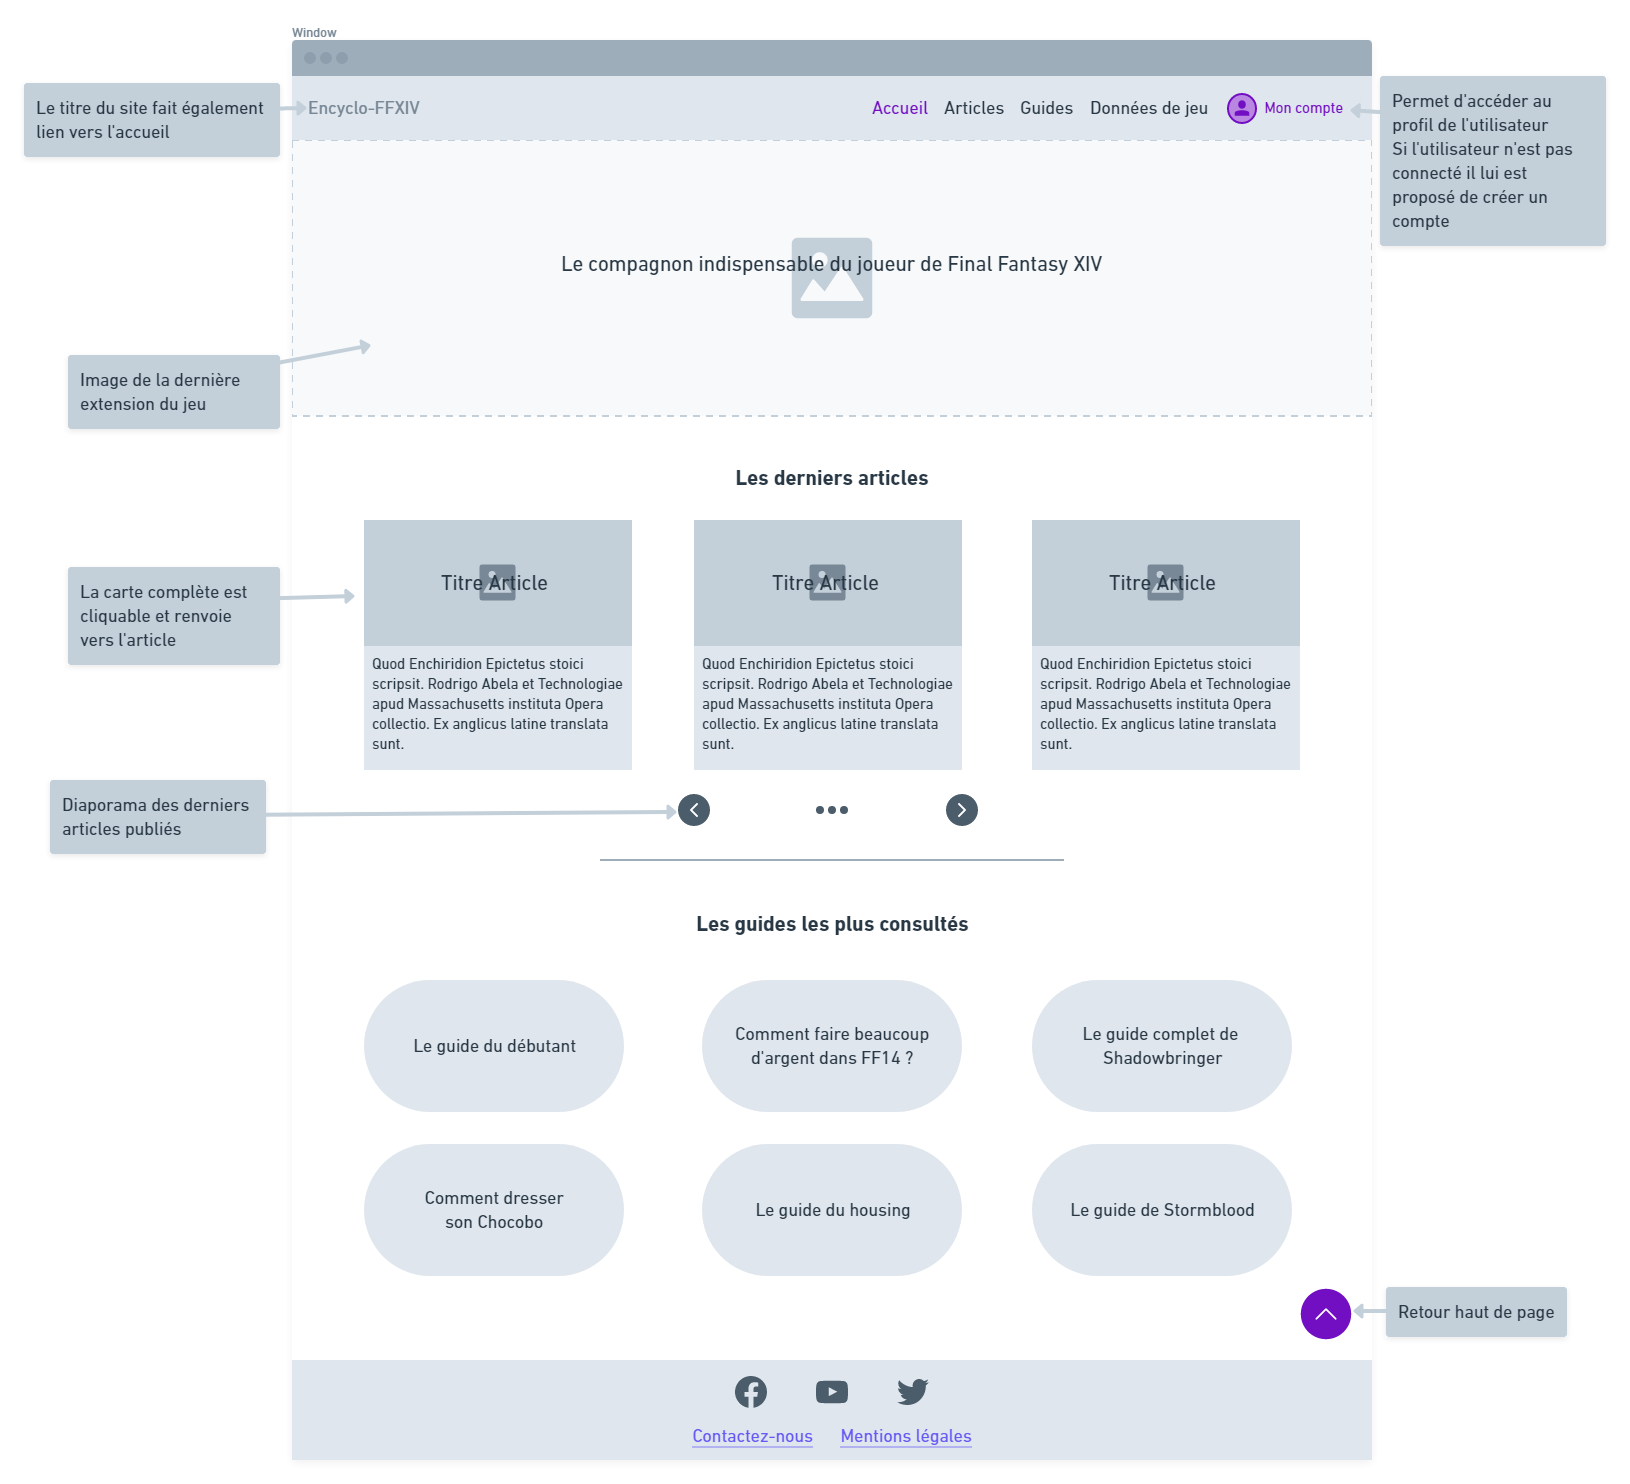 Window
Le titre du site fait également
lien vers l'accueil
Encyclo-FFXIV
Accueil
Articles
Guides
Données de jeu
Mon compte
Permet d'accéder au
profil de l'utilisateur
Si l'utilisateur n'est pas
connecté il lui est
proposé de créer un
compte
Le compagnon indispensable du joueur de Final Fantasy XIV
Image de la dernière
extension du jeu
Les derniers articles
La carte complète est
cliquable et renvoie
vers l'article
Titre Article
Quod Enchiridion Epictetus stoici
scripsit. Rodrigo Abela et Technologiae
apud Massachusetts instituta Opera
collectio. Ex anglicus latine translata
sunt.
Titre Article
Quod Enchiridion Epictetus stoici
scripsit. Rodrigo Abela et Technologiae
apud Massachusetts instituta Opera
collectio. Ex anglicus latine translata
sunt.
Titre Article
Quod Enchiridion Epictetus stoici
scripsit. Rodrigo Abela et Technologiae
apud Massachusetts instituta Opera
collectio. Ex anglicus latine translata
sunt.
Diaporama des derniers
articles publiés
Les guides les plus consultés
Le guide du débutant
Comment faire beaucoup
d'argent dans FF14 ?
Le guide complet de
Shadowbringer
Comment dresser
son Chocobo
Le guide du housing
Le guide de Stormblood
Retour haut de page
Contactez-nous
Mentions légales